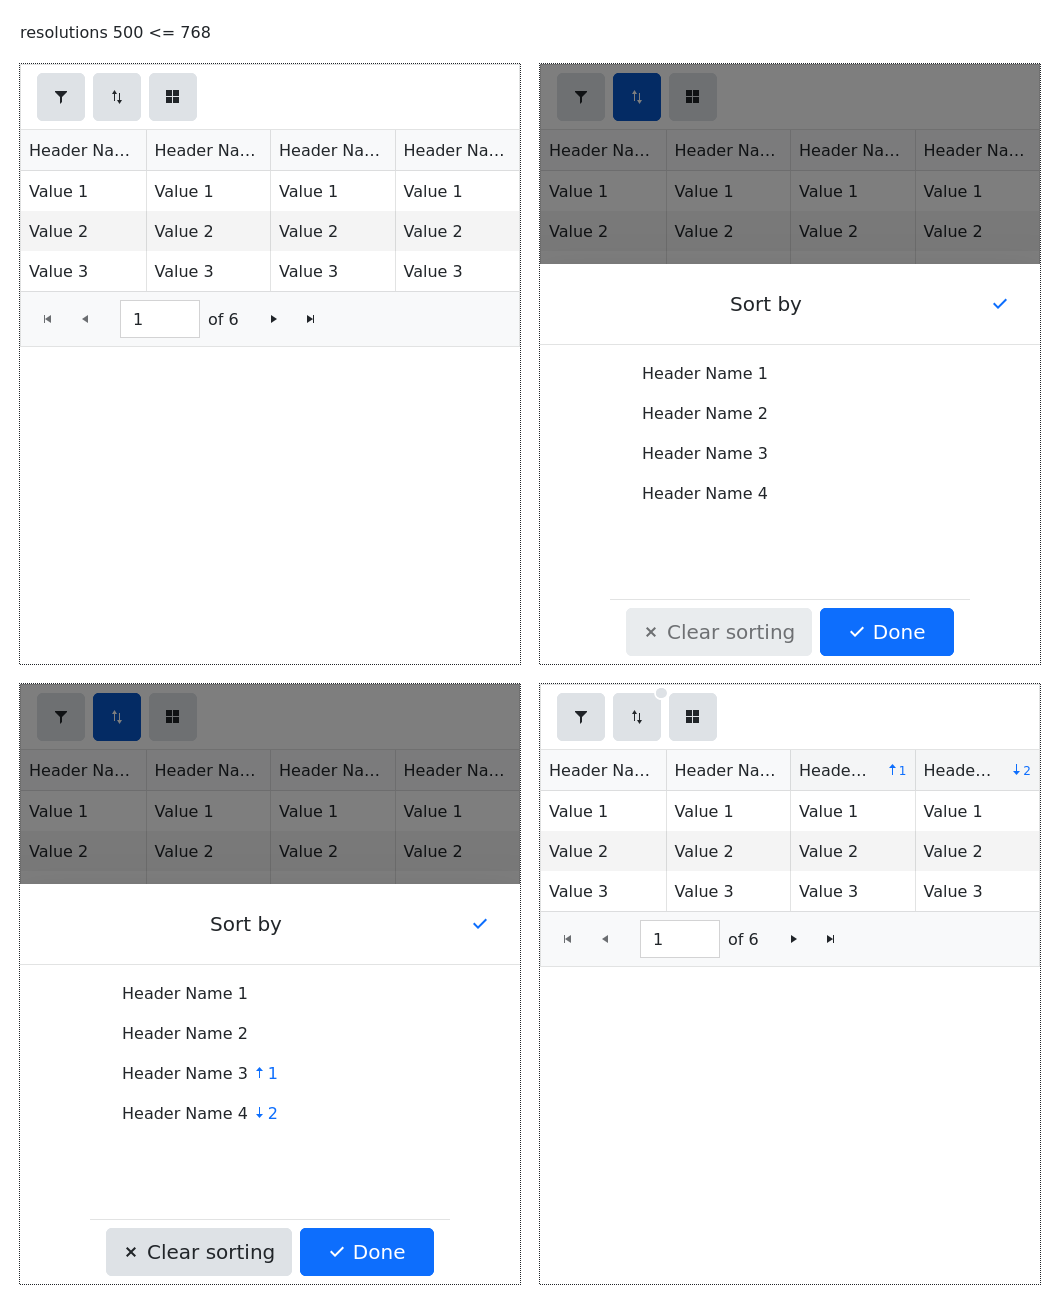 resolutions 500 <= 768
Header Na... Header Na... Header Na... Header Na...
Value 1 Value 1 Value 1 Value 1
Value 2 Value 2 Value 2 Value 2
Value 3 Value 3 Value 3 Value 3
1 of 6
Header Na... Header Na... Header Na... Header Na...
Value 1 Value 1 Value 1 Value 1
Value 2 Value 2 Value 2 Value 2
Sort by
Header Name 1
Header Name 2
Header Name 3
Header Name 4
Clear sorting Done
Header Na... Header Na... Header Na... Header Na...
Value 1 Value 1 Value 1 Value 1
Value 2 Value 2 Value 2 Value 2
Sort by
Header Name 1
Header Name 2
Header Name 3 ↑1
Header Name 4 ↓2
Clear sorting Done
Header Na... Header Na... Heade... ↑1 Heade... ↓2
Value 1 Value 1 Value 1 Value 1
Value 2 Value 2 Value 2 Value 2
Value 3 Value 3 Value 3 Value 3
1 of 6